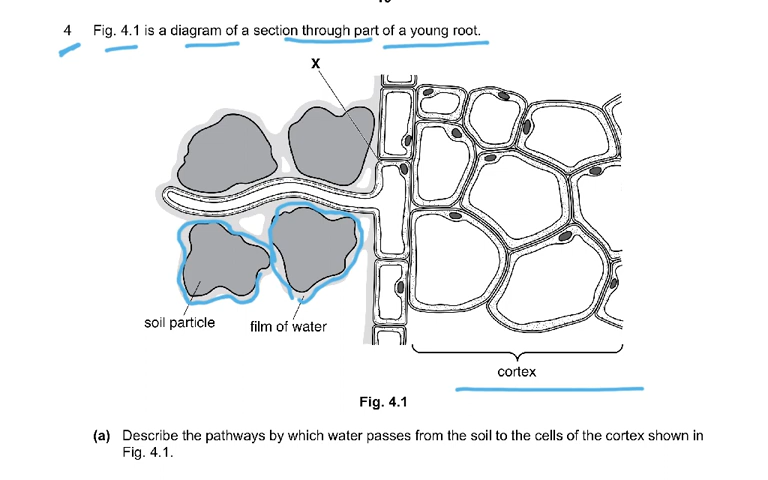 4 Fig. 4.1 is a diagram of a section through part of a young root.
X
soil particle
film of water
cortex
Fig. 4.1
(a) Describe the pathways by which water passes from the soil to the cells of the cortex shown in
Fig. 4.1.